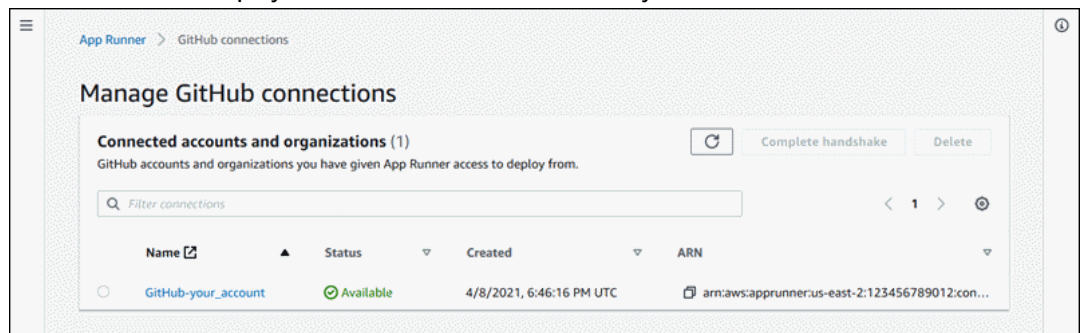 App Runner > GitHub connections
Manage GitHub connections
Connected accounts and organizations (1)
Complete handshake
Delete
GitHub accounts and organizations you have given App Runner access to deploy from.
Filter connections
< 1 >
Name
Status
Created
ARN
GitHub-your_account
Available
4/8/2021, 6:46:16 PM UTC
arn:aws:apprunner:us-east-2:123456789012:con...